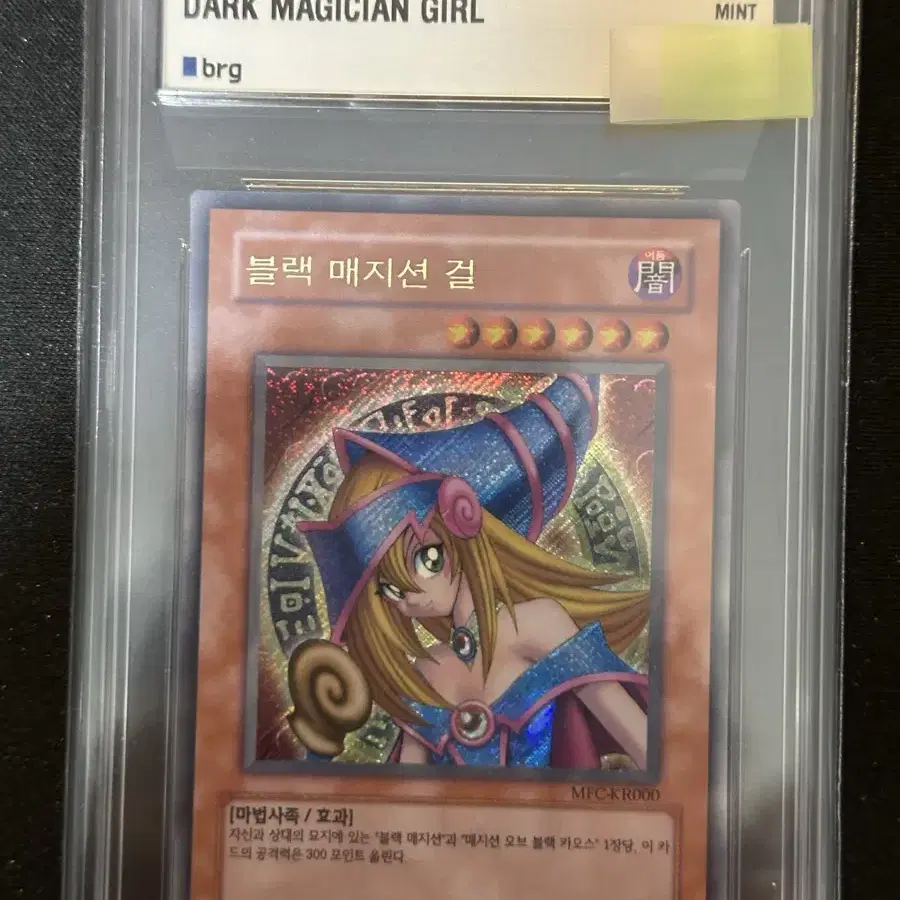 DARK MAGICIAN GIRL
MINT
brg
블랙 매지션 걸
어둠
闇
MFC-KR000
[마법사족 / 효과]
자신과 상대의 묘지에 있는 "블랙 매지션"과 "매지션 오브 블랙 카오스" 1장당, 이 카
드의 공격력은 300 포인트 올린다.